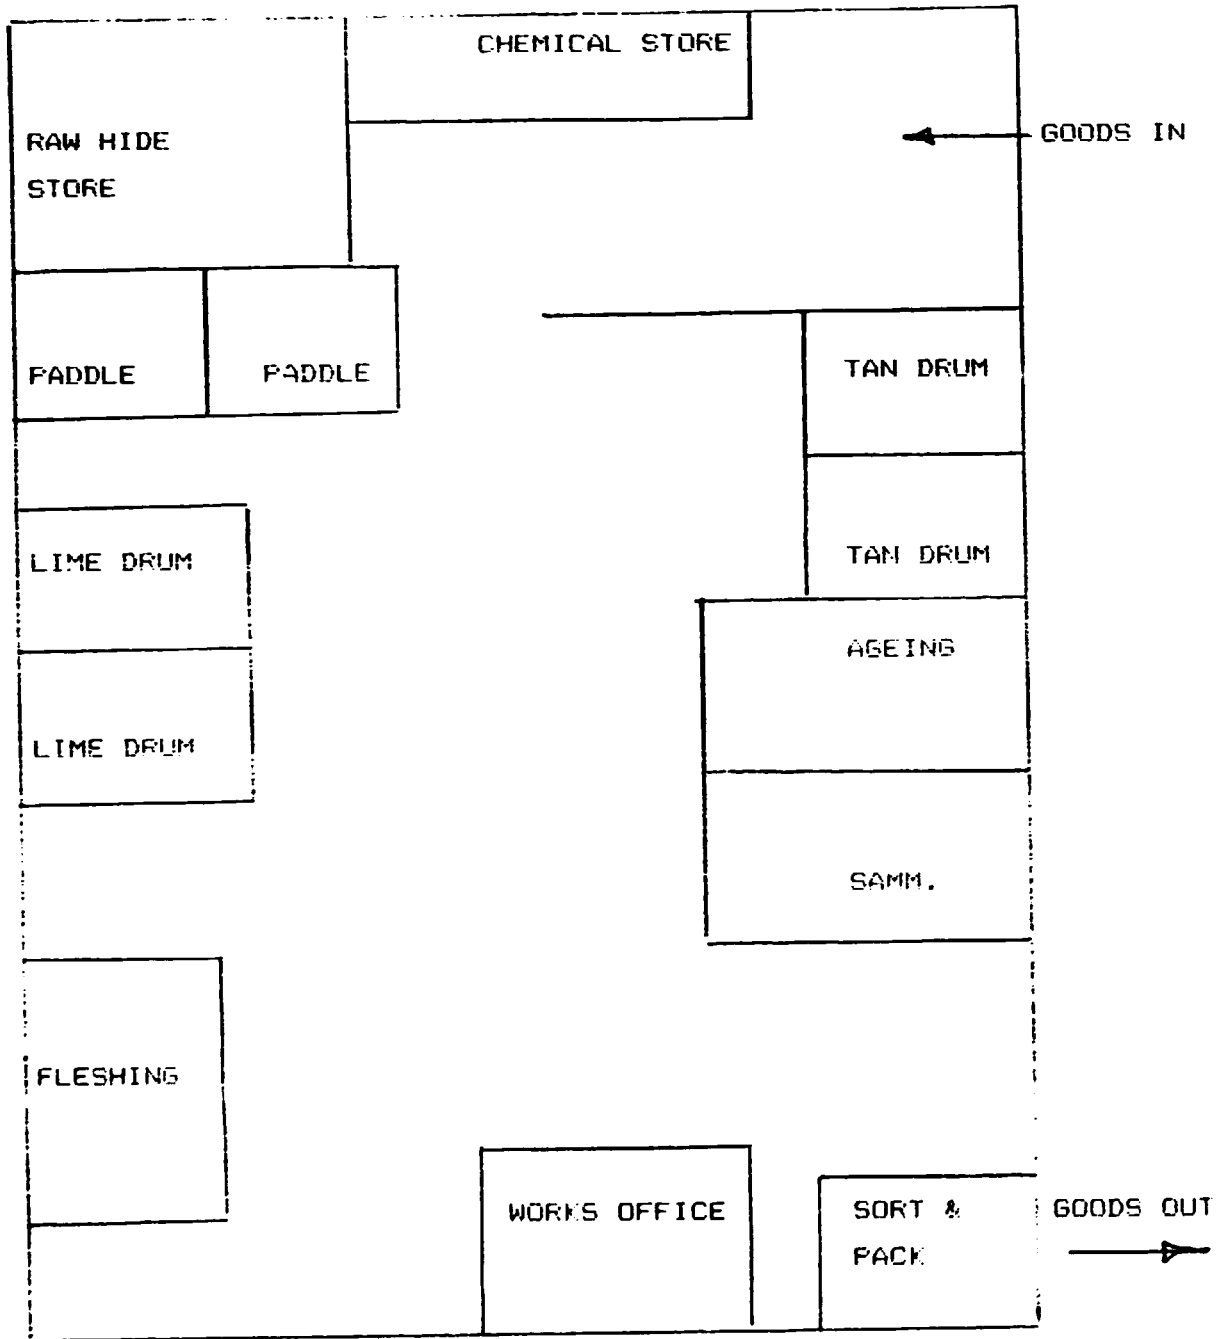 CHEMICAL STORE
GOODS IN
RAW HIDE
STORE
PADDLE
PADDLE
TAN DRUM
LIME DRUM
TAN DRUM
AGEING
LIME DRUM
SAMM.
FLESHING
WORKS OFFICE
SORT &
PACK
GOODS OUT